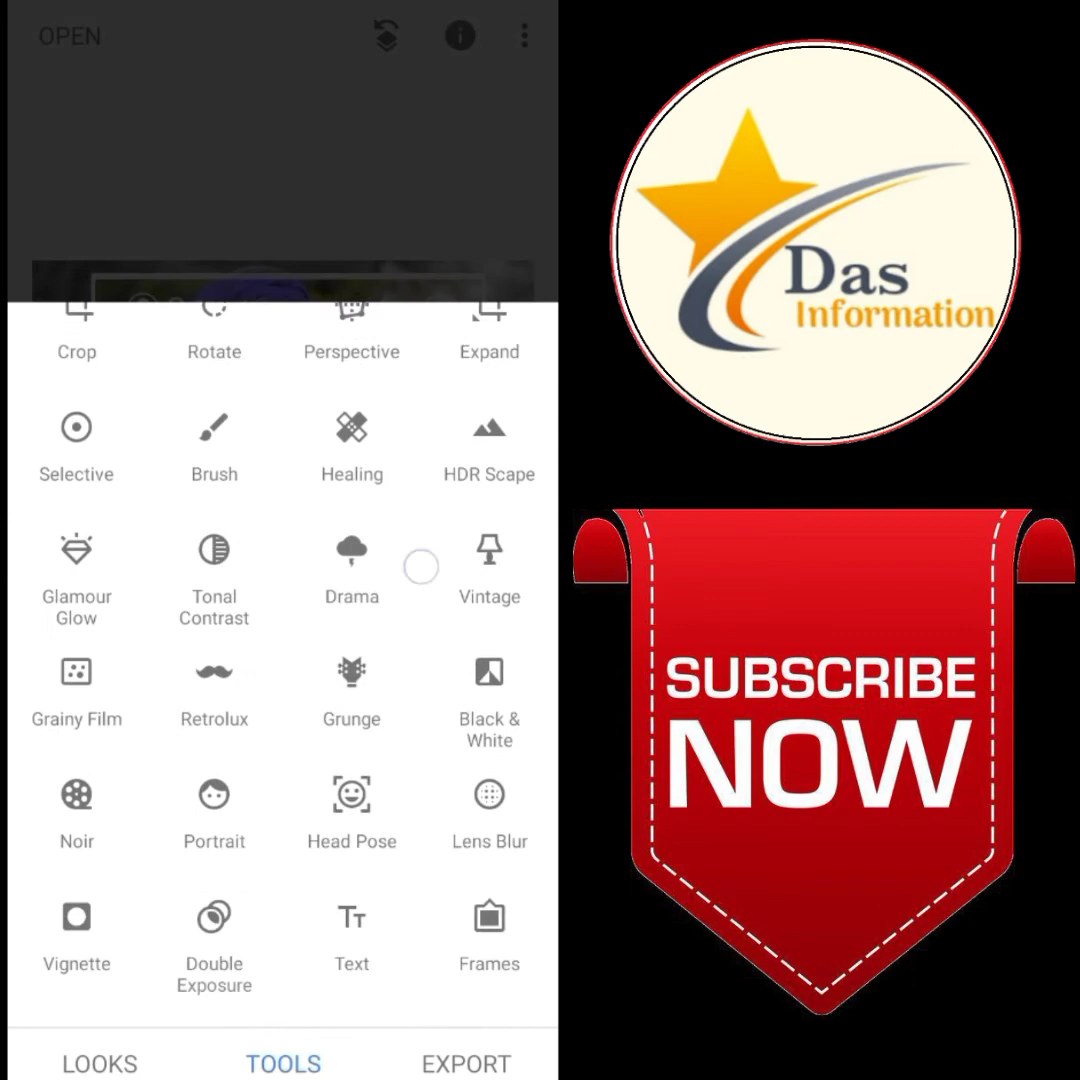 OPEN
Crop
Rotate
Perspective
Expand
Selective
Brush
Healing
HDR Scape
Glamour
Glow
Tonal
Contrast
Drama
Vintage
Grainy Film
Retrolux
Grunge
Black &
White
Noir
Portrait
Head Pose
Lens Blur
Vignette
Double
Exposure
Text
Frames
LOOKS
TOOLS
EXPORT
Das
Information
SUBSCRIBE
NOW